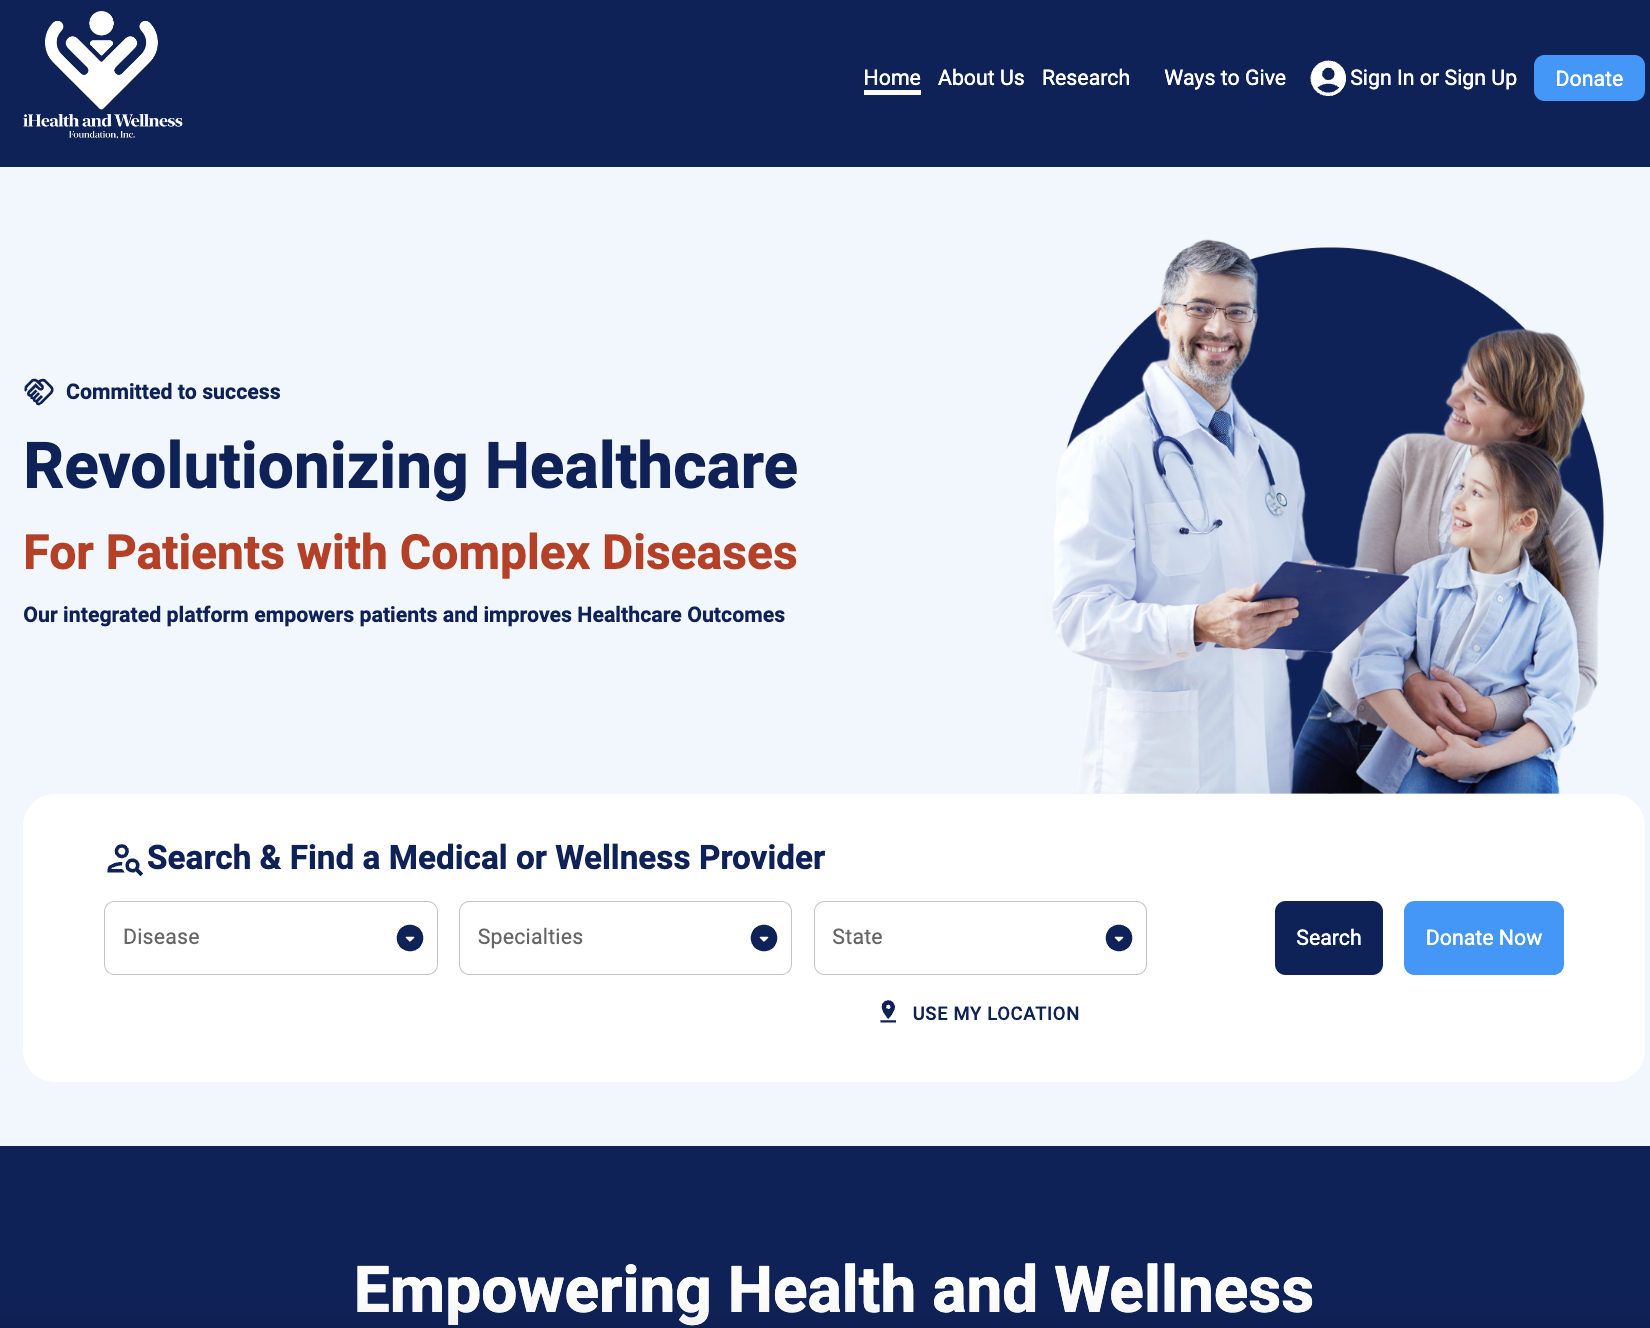 iHealth and Wellness
Foundation, Inc.
Home About Us Research Ways to Give Sign In or Sign Up Donate
Committed to success
Revolutionizing Healthcare
For Patients with Complex Diseases
Our integrated platform empowers patients and improves Healthcare Outcomes
Search & Find a Medical or Wellness Provider
Disease Specialties State Search Donate Now
USE MY LOCATION
Empowering Health and Wellness